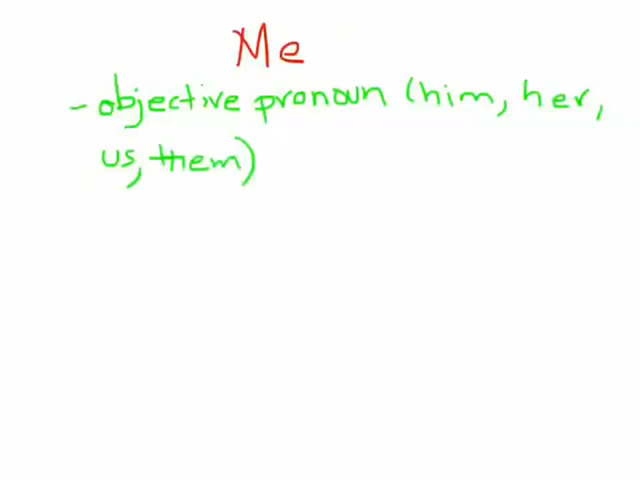 Me
- objective pronoun (him, her,
us, them)